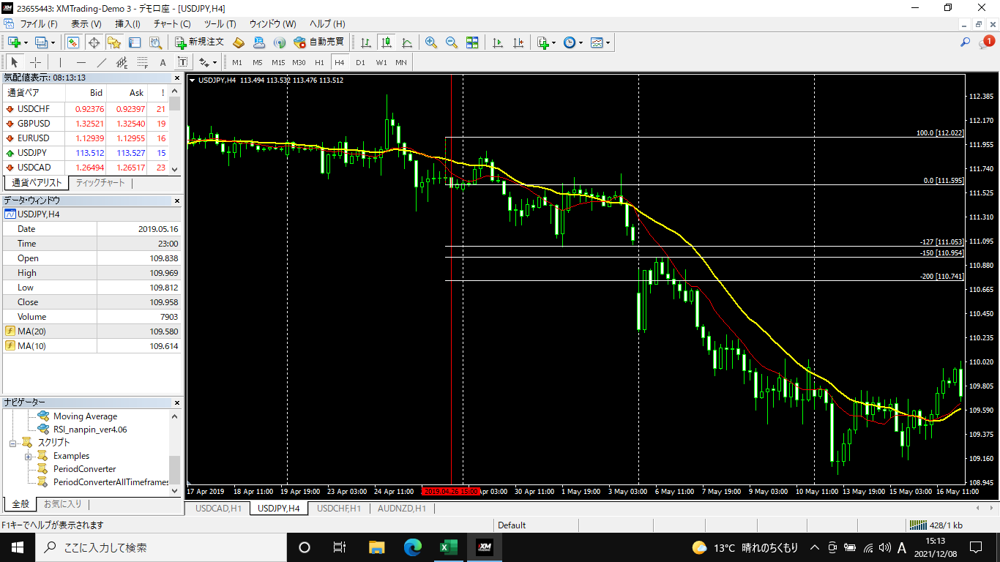 23655443: XMTrading-Demo 3 - デモ口座 - [USDJPY,H4]
ファイル (F) 表示 (V) 挿入(I) チャート (C) ツール (T) ウィンドウ (W) ヘルプ (H)
新規注文 自動売買 1
A T M1 M5 M15 M30 H1 H4 D1 W1 MN
気配値表示: 08:13:13
通貨ペア Bid Ask !
USDCHF 0.92376 0.92397 21
GBPUSD 1.32521 1.32540 19
EURUSD 1.12939 1.12955 16
USDJPY 113.512 113.527 15
USDCAD 1.26494 1.26517 23
通貨ペアリスト ティックチャート
データ・ウィンドウ
USDJPY,H4
Date 2019.05.16
Time 23:00
Open 109.838
High 109.969
Low 109.812
Close 109.958
Volume 7903
MA(20) 109.580
MA(10) 109.614
ナビゲーター
Moving Average
RSI_nanpin_ver4.06
スクリプト
Examples
PeriodConverter
PeriodConverterAllTimeframes
全般 お気に入り
USDJPY,H4 113.494 113.532 113.476 113.512
100.0 [112.022]
0.0 [111.595]
-127 [111.053]
-150 [110.954]
-200 [110.741]
112.385
112.170
111.955
111.740
111.525
111.310
111.095
110.880
110.665
110.450
110.235
110.020
109.805
109.590
109.375
109.160
108.945
17 Apr 2019 18 Apr 11:00 19 Apr 19:00 23 Apr 03:00 24 Apr 11:00 2019.04.26 15:00 Apr 03:00 30 Apr 11:00 1 May 19:00 3 May 03:00 6 May 11:00 7 May 19:00 9 May 03:00 10 May 11:00 13 May 19:00 15 May 03:00 16 May 11:00
USDCAD,H1 USDJPY,H4 USDCHF,H1 AUDNZD,H1
F1キーでヘルプが表示されます Default 428/1 kb
ここに入力して検索 XM 13°C 晴れのちくもり A 15:13
2021/12/08